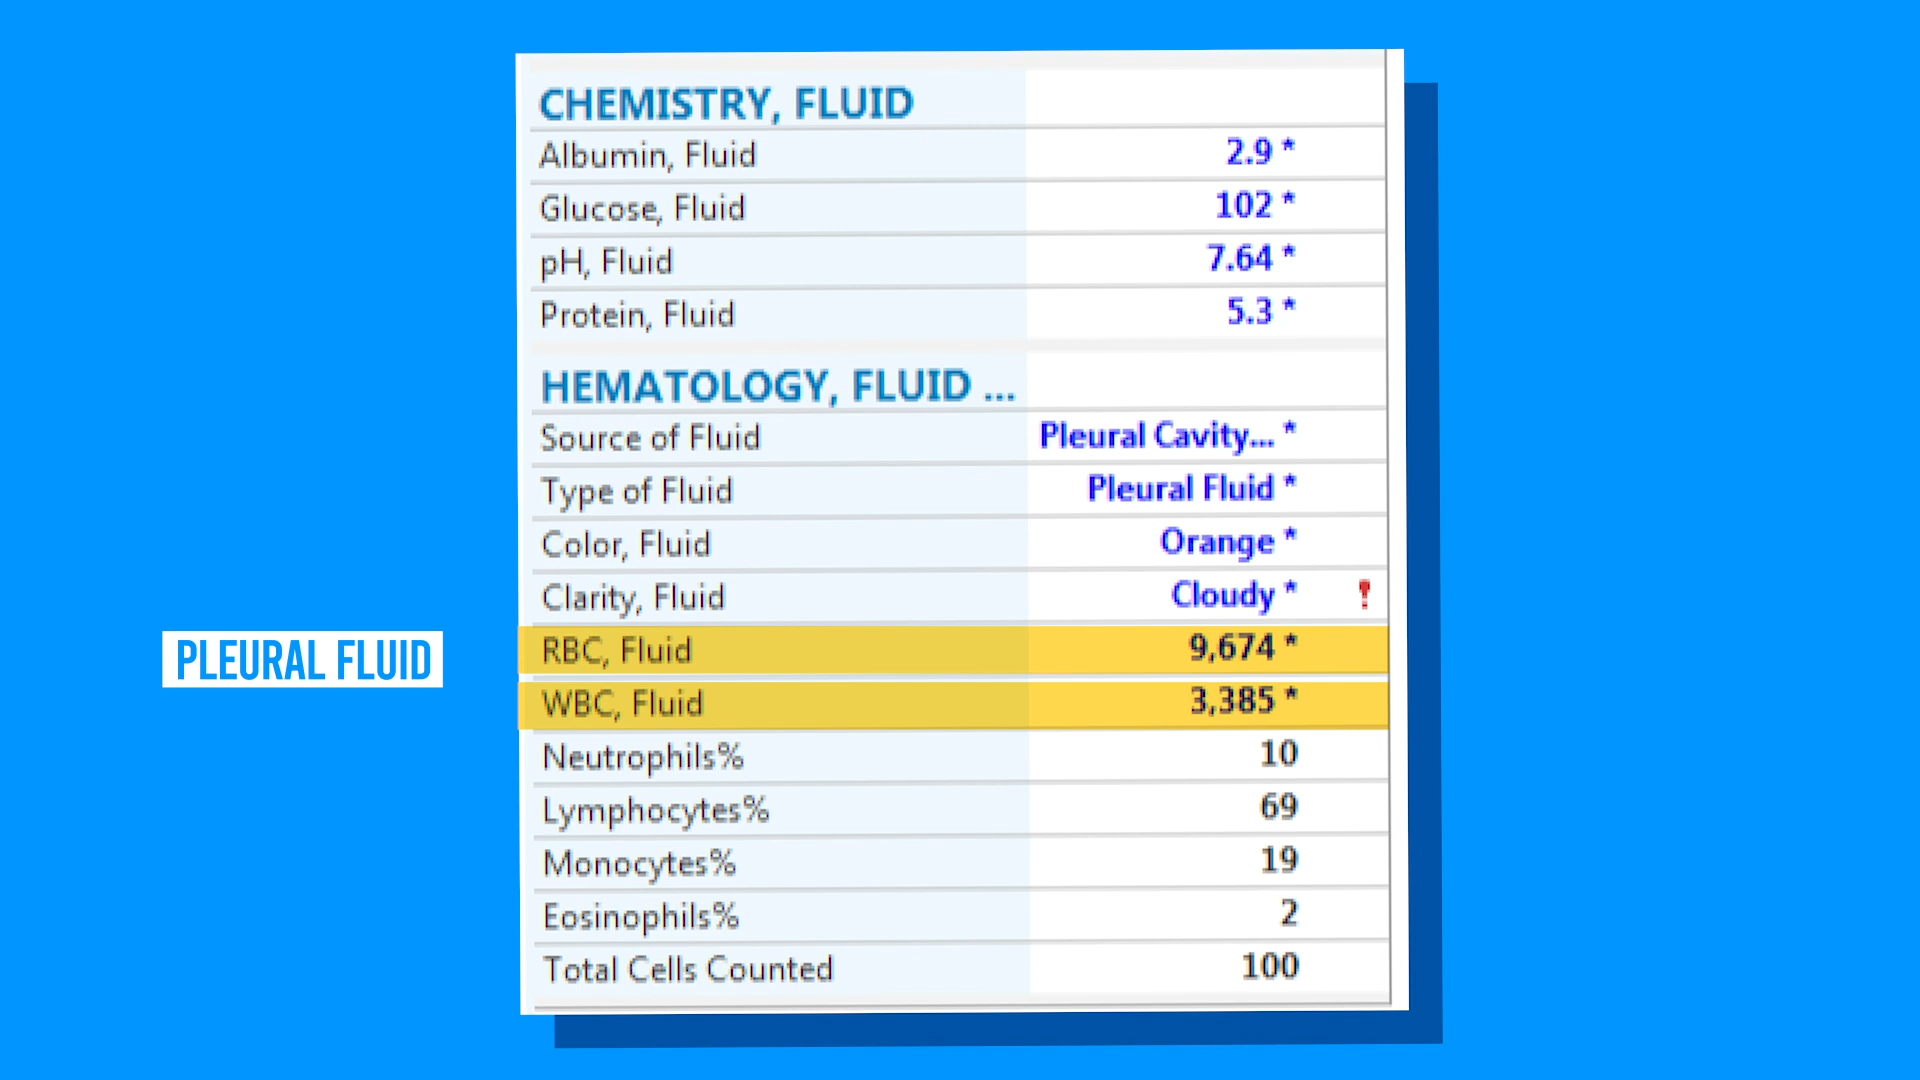 CHEMISTRY, FLUID
Albumin, Fluid 2.9 *
Glucose, Fluid 102 *
pH, Fluid 7.64 *
Protein, Fluid 5.3 *
HEMATOLOGY, FLUID ...
Source of Fluid Pleural Cavity... *
Type of Fluid Pleural Fluid *
Color, Fluid Orange *
Clarity, Fluid Cloudy * !
PLEURAL FLUID
RBC, Fluid 9,674 *
WBC, Fluid 3,385 *
Neutrophils% 10
Lymphocytes% 69
Monocytes% 19
Eosinophils% 2
Total Cells Counted 100